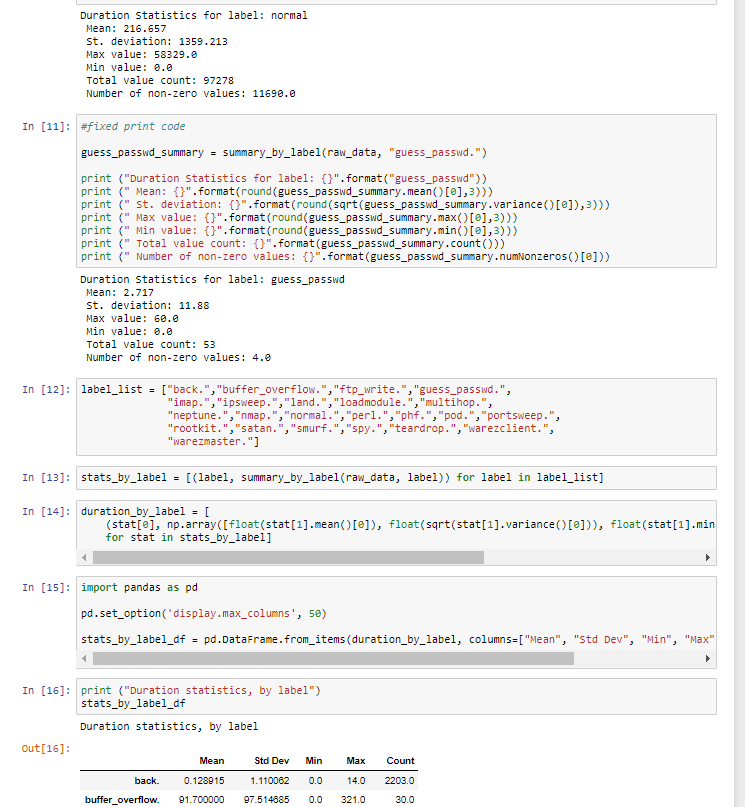 Duration Statistics for label: normal
Mean: 216.657
St. deviation: 1359.213
Max value: 58329.0
Min value: 0.0
Total value count: 97278
Number of non-zero values: 11690.0
In [11]: #fixed print code
guess_passwd_summary = summary_by_label(raw_data, "guess_passwd.")
print ("Duration Statistics for label: {}".format("guess_passwd"))
print (" Mean: {}".format(round(guess_passwd_summary.mean()[0],3)))
print (" St. deviation: {}".format(round(sqrt(guess_passwd_summary.variance()[0]),3)))
print (" Max value: {}".format(round(guess_passwd_summary.max()[0],3)))
print (" Min value: {}".format(round(guess_passwd_summary.min()[0],3)))
print (" Total value count: {}".format(guess_passwd_summary.count()))
print (" Number of non-zero values: {}".format(guess_passwd_summary.numNonzeros()[0]))
Duration Statistics for label: guess_passwd
Mean: 2.717
St. deviation: 11.88
Max value: 60.0
Min value: 0.0
Total value count: 53
Number of non-zero values: 4.0
In [12]: label_list = ["back.","buffer_overflow.","ftp_write.","guess_passwd.",
"imap.","ipsweep.","land.","loadmodule.","multihop.",
"neptune.","nmap.","normal.","perl.","phf.","pod.","portsweep.",
"rootkit.","satan.","smurf.","spy.","teardrop.","warezclient.",
"warezmaster."]
In [13]: stats_by_label = [(label, summary_by_label(raw_data, label)) for label in label_list]
In [14]: duration_by_label = [
(stat[0], np.array([float(stat[1].mean()[0]), float(sqrt(stat[1].variance()[0])), float(stat[1].min
for stat in stats_by_label]
In [15]: import pandas as pd
pd.set_option('display.max_columns', 50)
stats_by_label_df = pd.DataFrame.from_items(duration_by_label, columns=["Mean", "Std Dev", "Min", "Max"
In [16]: print ("Duration statistics, by label")
stats_by_label_df
Duration statistics, by label
Out[16]:
Mean Std Dev Min Max Count
back. 0.128915 1.110062 0.0 14.0 2203.0
buffer_overflow. 91.700000 97.514685 0.0 321.0 30.0